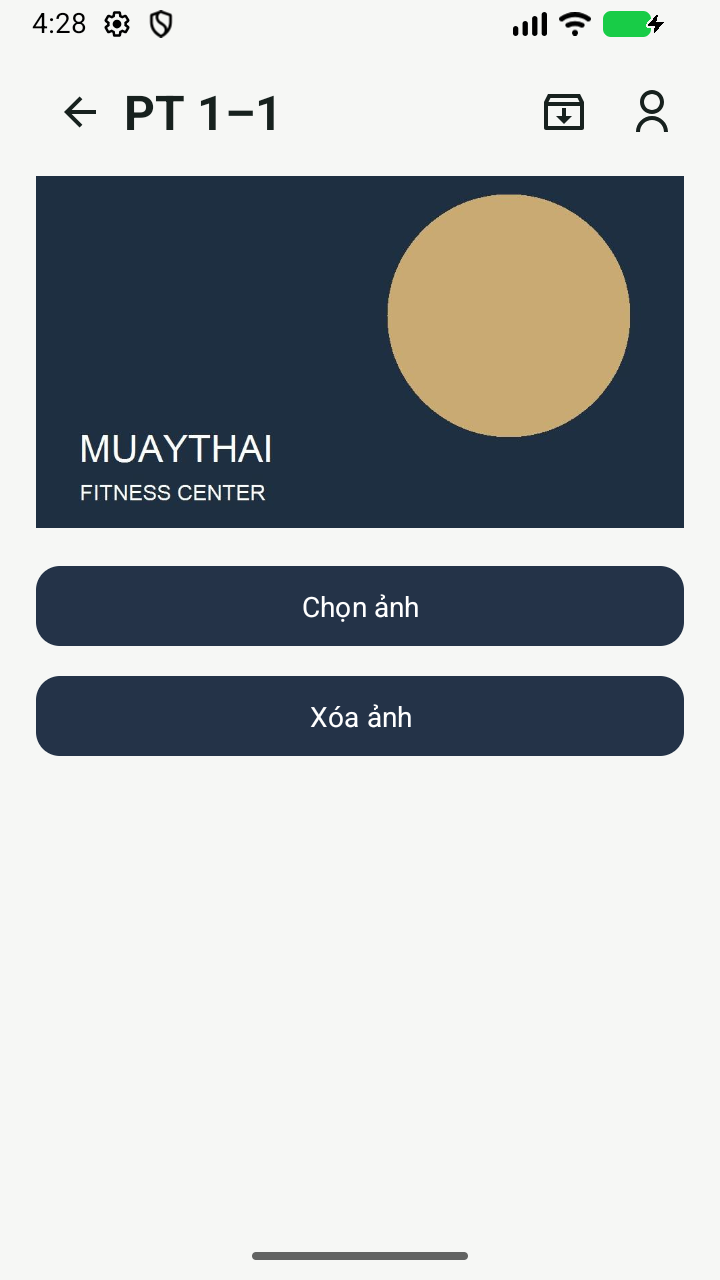 4:28
PT 1–1
MUAYTHAI
FITNESS CENTER
Chọn ảnh
Xóa ảnh